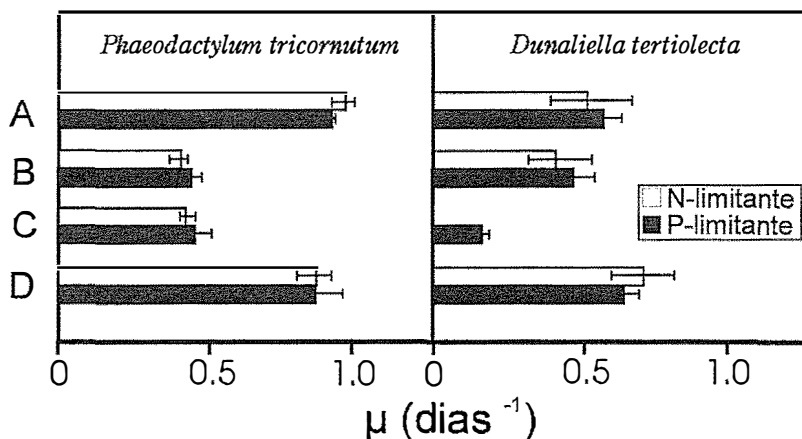 Phaeodactylum tricornutum
Dunaliella tertiolecta
A
B
C
D
N-limitante
P-limitante
0 0.5 1.0 0 0.5 1.0
µ (dias ⁻¹)